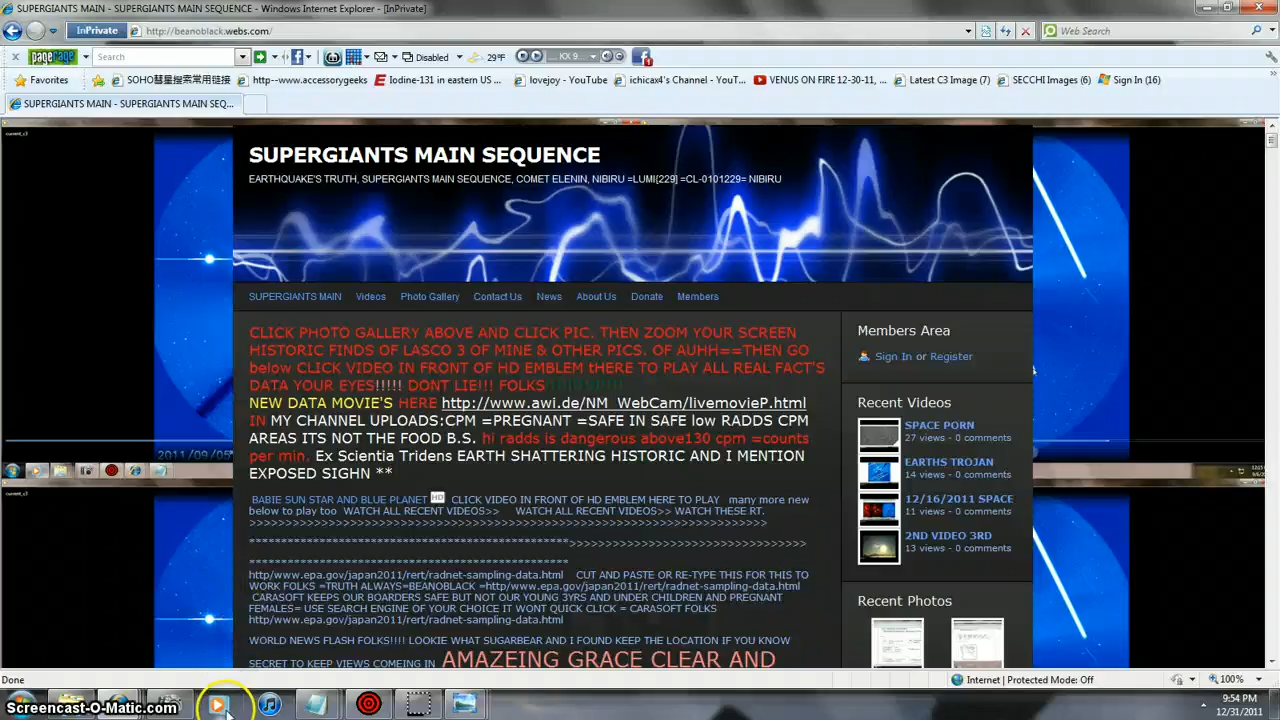 SUPERGIANTS MAIN - SUPERGIANTS MAIN SEQUENCE - Windows Internet Explorer - [InPrivate]
InPrivate http://beanoblack.webs.com/ Web Search
pagerage Search Disabled 29°F KX 9...
Favorites SOHO彗星搜索常用链接 http--www.accessorygeeks Iodine-131 in eastern US ... lovejoy - YouTube ichicax4's Channel - YouT... VENUS ON FIRE 12-30-11, ... Latest C3 Image (7) SECCHI Images (6) Sign In (16)
SUPERGIANTS MAIN - SUPERGIANTS MAIN SEQ...
current_c3
SUPERGIANTS MAIN SEQUENCE
EARTHQUAKE'S TRUTH, SUPERGIANTS MAIN SEQUENCE, COMET ELENIN, NIBIRU =LUMI[229] =CL-0101229= NIBIRU
SUPERGIANTS MAIN Videos Photo Gallery Contact Us News About Us Donate Members
CLICK PHOTO GALLERY ABOVE AND CLICK PIC. THEN ZOOM YOUR SCREEN
HISTORIC FINDS OF LASCO 3 OF MINE & OTHER PICS. OF AUHH==THEN GO
below CLICK VIDEO IN FRONT OF HD EMBLEM tHERE TO PLAY ALL REAL FACT'S
DATA YOUR EYES!!!!! DONT LIE!!! FOLKS
NEW DATA MOVIE'S HERE http://www.awi.de/NM_WebCam/livemovieP.html
IN MY CHANNEL UPLOADS:CPM =PREGNANT =SAFE IN SAFE low RADDS CPM
AREAS ITS NOT THE FOOD B.S. hi radds is dangerous above130 cpm =counts
per min. Ex Scientia Tridens EARTH SHATTERING HISTORIC AND I MENTION
EXPOSED SIGHN **
BABIE SUN STAR AND BLUE PLANET HD CLICK VIDEO IN FRONT OF HD EMBLEM HERE TO PLAY many more new
below to play too WATCH ALL RECENT VIDEOS>> WATCH ALL RECENT VIDEOS>> WATCH THESE RT.
http/www.epa.gov/japan2011/rert/radnet-sampling-data.html CUT AND PASTE OR RE-TYPE THIS FOR THIS TO
WORK FOLKS =TRUTH ALWAYS=BEANOBLACK =http/www.epa.gov/japan2011/rert/radnet-sampling-data.html
CARASOFT KEEPS OUR BOARDERS SAFE BUT NOT OUR YOUNG 3YRS AND UNDER CHILDREN AND PREGNANT
FEMALES= USE SEARCH ENGINE OF YOUR CHOICE IT WONT QUICK CLICK = CARASOFT FOLKS
http/www.epa.gov/japan2011/rert/radnet-sampling-data.html
WORLD NEWS FLASH FOLKS!!!! LOOKIE WHAT SUGARBEAR AND I FOUND KEEP THE LOCATION IF YOU KNOW
SECRET TO KEEP VIEWS COMEING IN AMAZEING GRACE CLEAR AND
Members Area
Sign In or Register
Recent Videos
SPACE PORN
27 views - 0 comments
EARTHS TROJAN
14 views - 0 comments
12/16/2011 SPACE
11 views - 0 comments
2ND VIDEO 3RD
13 views - 0 comments
Recent Photos
2011/09/05
current_c3
Done Internet | Protected Mode: Off 100%
Screencast-O-Matic.com
9:54 PM
12/31/2011